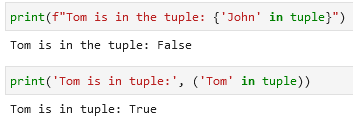 print(f"Tom is in the tuple: {'John' in tuple}")
Tom is in the tuple: False
print('Tom is in tuple:', ('Tom' in tuple))
Tom is in tuple: True